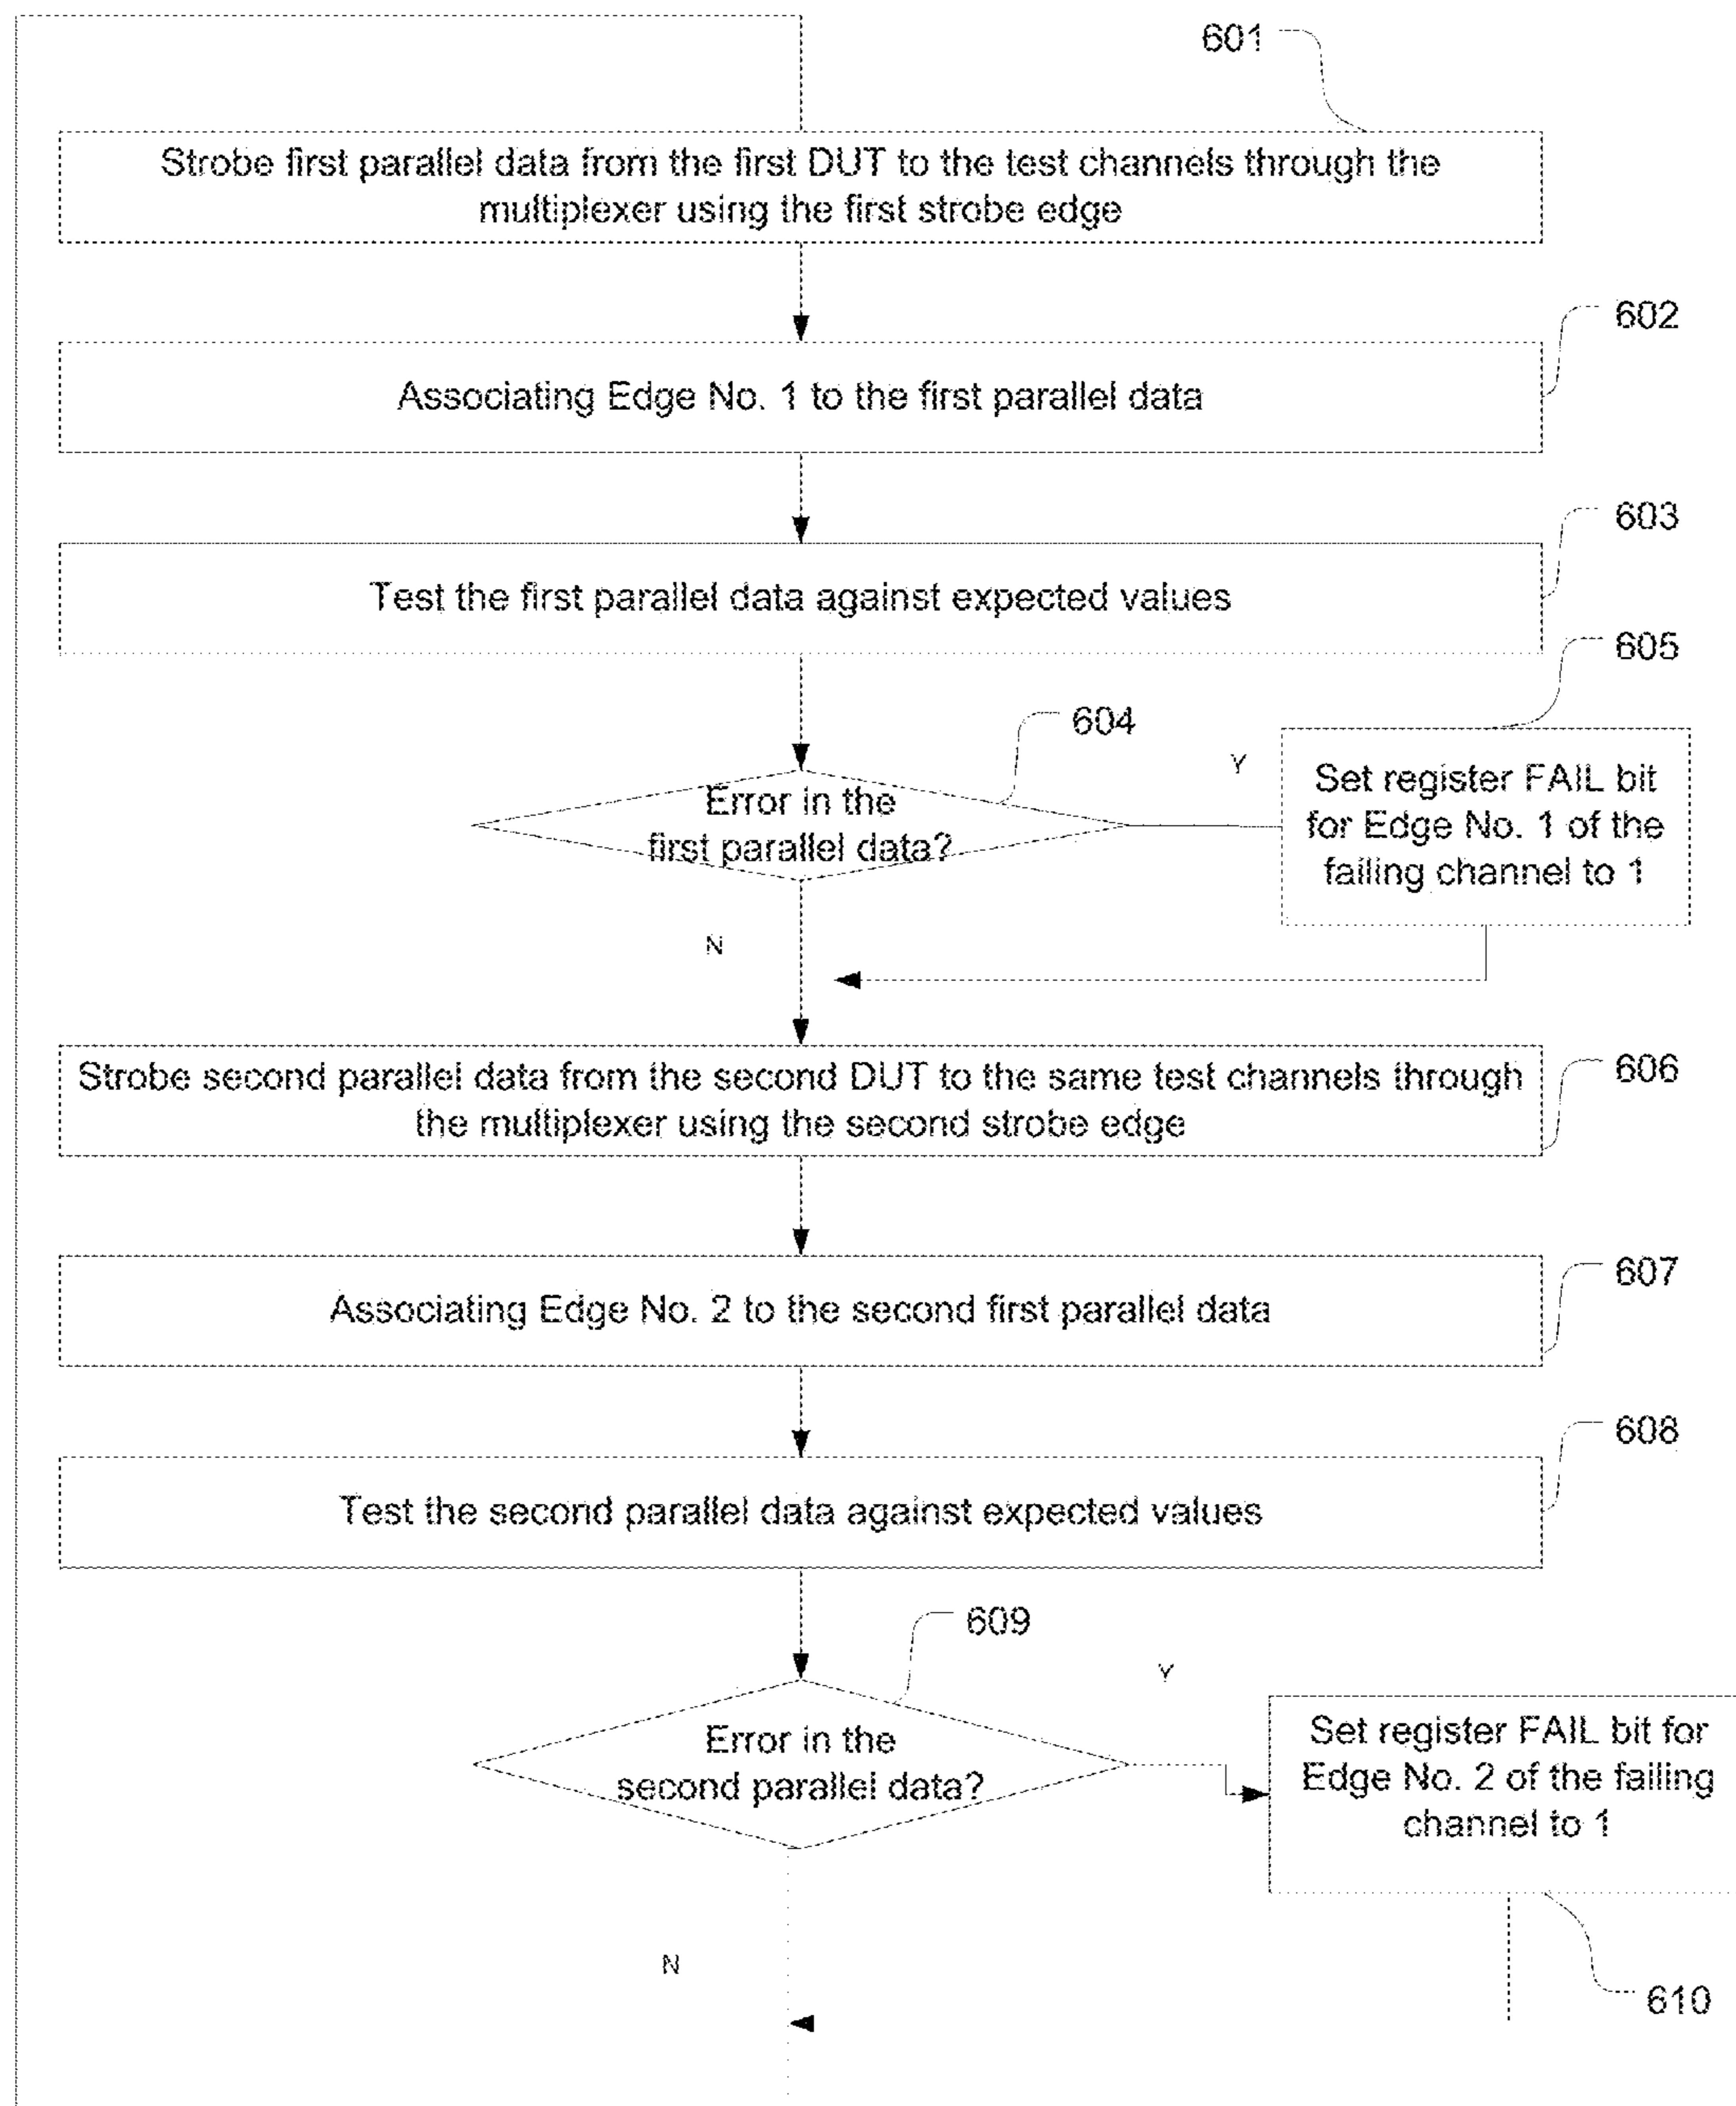 601
Strobe first parallel data from the first DUT to the test channels through the
multiplexer using the first strobe edge
602
Associating Edge No. 1 to the first parallel data
603
Test the first parallel data against expected values
605
604
Y
Set register FAIL bit
for Edge No. 1 of the
failing channel to 1
Error in the
first parallel data?
N
Strobe second parallel data from the second DUT to the same test channels through
the multiplexer using the second strobe edge
606
607
Associating Edge No. 2 to the second first parallel data
608
Test the second parallel data against expected values
609
Y
Error in the
second parallel data?
Set register FAIL bit for
Edge No. 2 of the failing
channel to 1
N
610